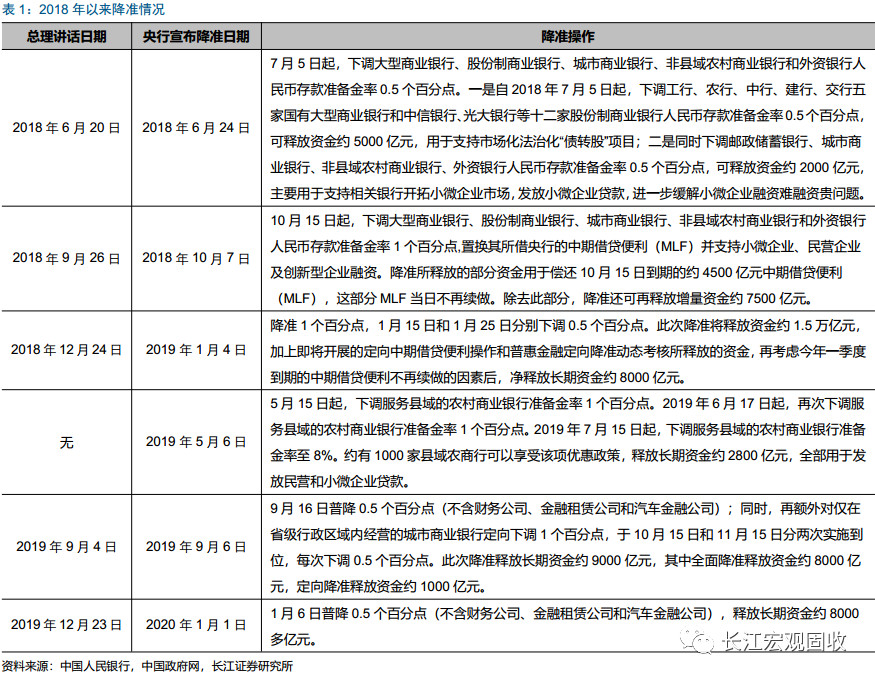 表 1：2018 年以来降准情况
总理讲话日期 央行宣布降准日期 降准操作
2018 年 6 月 20 日 2018 年 6 月 24 日
7 月 5 日起，下调大型商业银行、股份制商业银行、城市商业银行、非县域农村商业银行和外资银行人
民币存款准备金率 0.5 个百分点。一是自 2018 年 7 月 5 日起，下调工行、农行、中行、建行、交行五
家国有大型商业银行和中信银行、光大银行等十二家股份制商业银行人民币存款准备金率 0.5 个百分点，
可释放资金约 5000 亿元，用于支持市场化法治化“债转股”项目；二是同时下调邮政储蓄银行、城市商
业银行、非县域农村商业银行、外资银行人民币存款准备金率 0.5 个百分点，可释放资金约 2000 亿元，
主要用于支持相关银行开拓小微企业市场，发放小微企业贷款，进一步缓解小微企业融资难融资贵问题。
2018 年 9 月 26 日 2018 年 10 月 7 日
10 月 15 日起，下调大型商业银行、股份制商业银行、城市商业银行、非县域农村商业银行和外资银行
人民币存款准备金率 1 个百分点,置换其所借央行的中期借贷便利（MLF）并支持小微企业、民营企业
及创新型企业融资。降准所释放的部分资金用于偿还 10 月 15 日到期的约 4500 亿元中期借贷便利
（MLF），这部分 MLF 当日不再续做。除去此部分，降准还可再释放增量资金约 7500 亿元。
2018 年 12 月 24 日 2019 年 1 月 4 日
降准 1 个百分点，1 月 15 日和 1 月 25 日分别下调 0.5 个百分点。此次降准将释放资金约 1.5 万亿元，
加上即将开展的定向中期借贷便利操作和普惠金融定向降准动态考核所释放的资金，再考虑今年一季度
到期的中期借贷便利不再续做的因素后，净释放长期资金约 8000 亿元。
无 2019 年 5 月 6 日
5 月 15 日起，下调服务县域的农村商业银行准备金率 1 个百分点。2019 年 6 月 17 日起，再次下调服
务县域的农村商业银行准备金率 1 个百分点。2019 年 7 月 15 日起，下调服务县域的农村商业银行准备
金率至 8%。约有 1000 家县域农商行可以享受该项优惠政策，释放长期资金约 2800 亿元，全部用于发
放民营和小微企业贷款。
2019 年 9 月 4 日 2019 年 9 月 6 日
9 月 16 日普降 0.5 个百分点（不含财务公司、金融租赁公司和汽车金融公司）；同时，再额外对仅在
省级行政区域内经营的城市商业银行定向下调 1 个百分点，于 10 月 15 日和 11 月 15 日分两次实施到
位，每次下调 0.5 个百分点。此次降准释放长期资金约 9000 亿元，其中全面降准释放资金约 8000 亿
元，定向降准释放资金约 1000 亿元。
2019 年 12 月 23 日 2020 年 1 月 1 日
1 月 6 日普降 0.5 个百分点（不含财务公司、金融租赁公司和汽车金融公司），释放长期资金约 8000
多亿元。
长江宏观固收
资料来源：中国人民银行，中国政府网，长江证券研究所